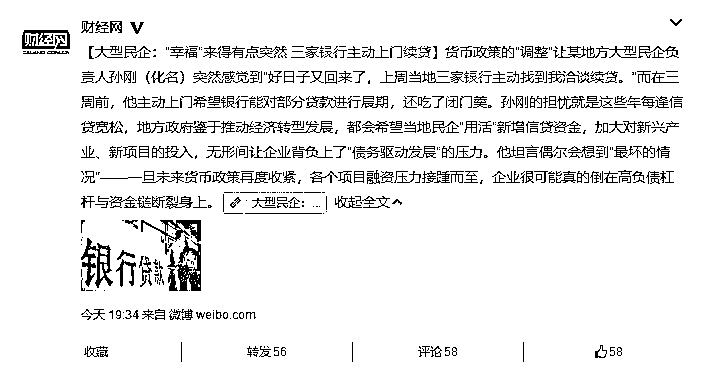 财经网 V
财经网
CAIJING.COM.CN
【大型民企："幸福"来得有点突然 三家银行主动上门续贷】货币政策的"调整"让某地方大型民企负
责人孙刚（化名）突然感觉到"好日子又回来了，上周当地三家银行主动找到我洽谈续贷。"而在三
周前，他主动上门希望银行能对部分贷款进行展期，还吃了闭门羹。孙刚的担忧就是这些年每逢信
贷宽松，地方政府鉴于推动经济转型发展，都会希望当地民企"用活"新增信贷资金，加大对新兴产
业、新项目的投入，无形间让企业背负上了"债务驱动发展"的压力。他坦言偶尔会想到"最坏的情
况"——一旦未来货币政策再度收紧，各个项目融资压力接踵而至，企业很可能真的倒在高负债杠
杆与资金链断裂身上。 大型民企：... 收起全文
银行贷款
今天 19:34 来自 微博 weibo.com
收藏 转发 56 评论 58 58